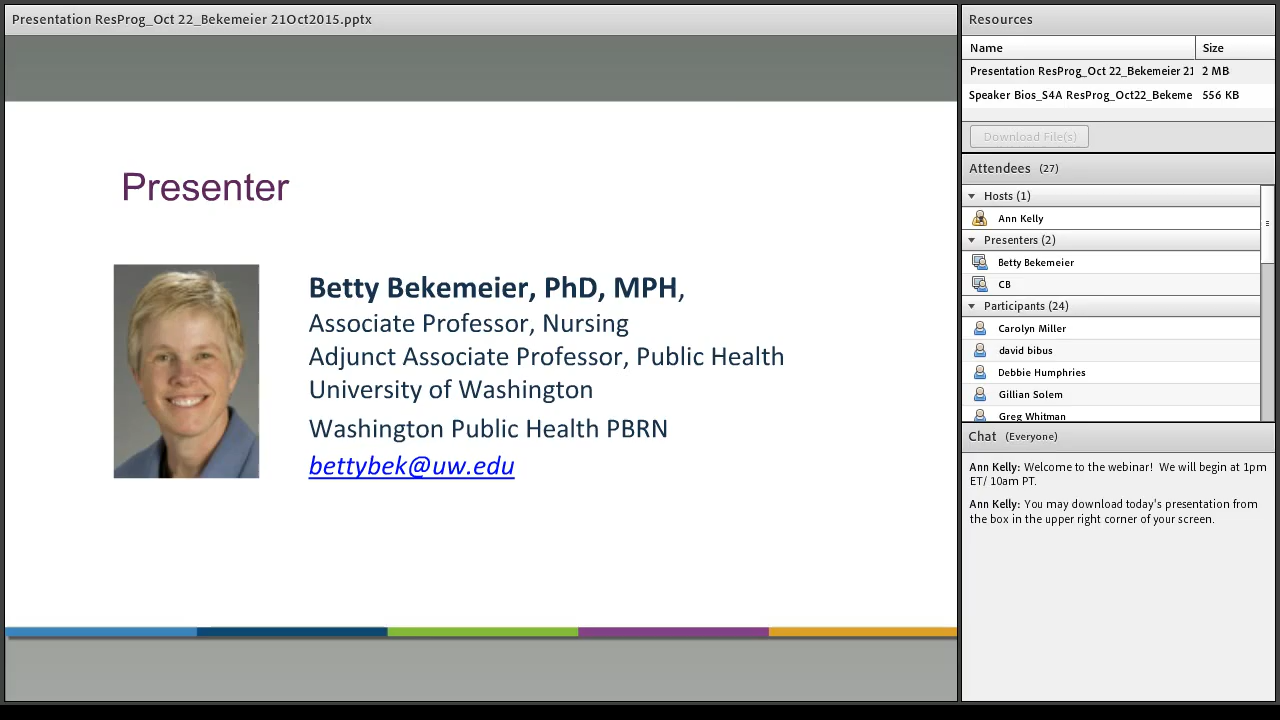 Presentation ResProg_Oct 22_Bekemeier 21Oct2015.pptx
Presenter
Betty Bekemeier, PhD, MPH,
Associate Professor, Nursing
Adjunct Associate Professor, Public Health
University of Washington
Washington Public Health PBRN
bettybek@uw.edu
Resources
Name Size
Presentation ResProg_Oct 22_Bekemeier 21 2 MB
Speaker Bios_S4A ResProg_Oct22_Bekeme 556 KB
Download File(s)
Attendees (27)
Hosts (1)
Ann Kelly
Presenters (2)
Betty Bekemeier
CB
Participants (24)
Carolyn Miller
david bibus
Debbie Humphries
Gillian Solem
Greg Whitman
Chat (Everyone)
Ann Kelly: Welcome to the webinar! We will begin at 1pm
ET/ 10am PT.
Ann Kelly: You may download today's presentation from
the box in the upper right corner of your screen.